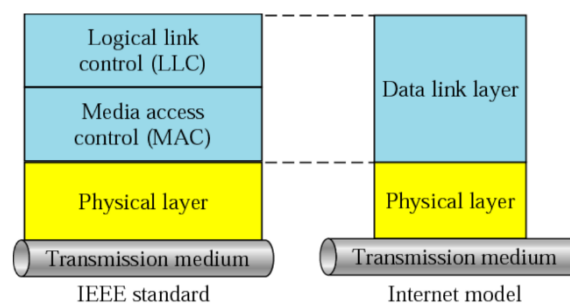 Logical link
control (LLC)
Media access
control (MAC)
Physical layer
Transmission medium
IEEE standard
Data link layer
Physical layer
Transmission medium
Internet model